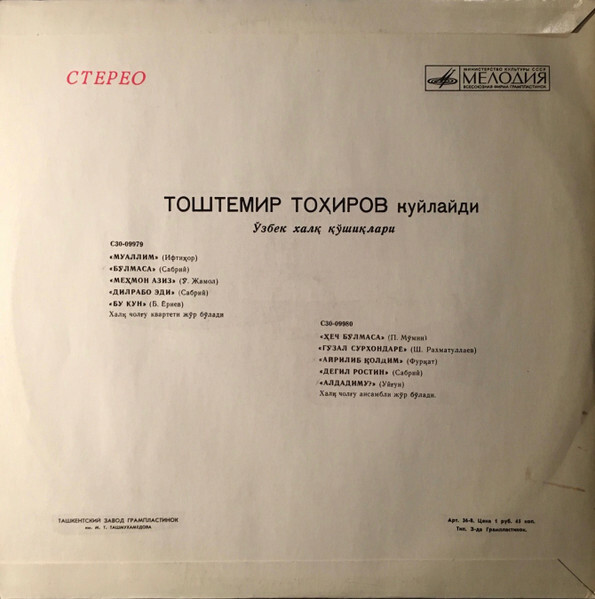 СТЕРЕО
МИНИСТЕРСТВО КУЛЬТУРЫ СССР
МЕЛОДИЯ
ВСЕСОЮЗНАЯ ФИРМА ГРАМПЛАСТИНОК
ТОШТЕМИР ТОҲИРОВ куйлайди
Ўзбек халқ қўшиқлари
С30-09979
«МУАЛЛИМ» (Ифтиҳор)
«БЎЛМАСА» (Сабрий)
«МЕҲМОН АЗИЗ» (Ў. Жамол)
«ДИЛРАБО ЭДИ» (Сабрий)
«БУ КУН» (Б. Ериев)
Халқ чолғу квартети жўр бўлади
С30-09980
«ҲЕЧ БЎЛМАСА» (П. Мўмин)
«ГЎЗАЛ СУРХОНДАРЁ» (Ш. Рахматуллаев)
«АЙРИЛИБ ҚОЛДИМ» (Фурқат)
«ДЕГИЛ РОСТИН» (Сабрий)
«АЛДАДИМУ?» (Уйғун)
Халқ чолғу ансамбли жўр бўлади.
ТАШКЕНТСКИЙ ЗАВОД ГРАМПЛАСТИНОК
им. М. Т. ТАШМУХАМЕДОВА
Арт. 36-8. Цена 1 руб. 45 коп.
Тип. З-да Грампластинок.